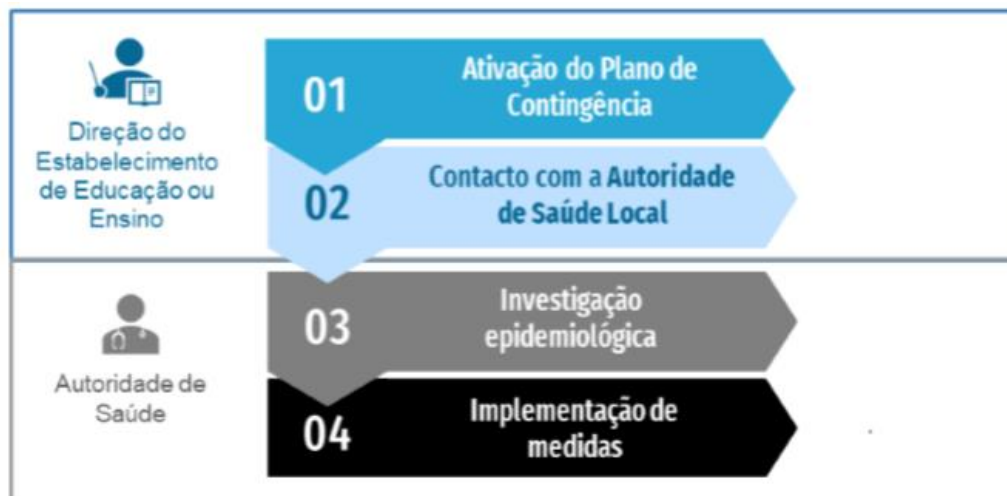 Direção do
Estabelecimento
de Educação ou
Ensino
01
Ativação do Plano de
Contingência
02
Contacto com a Autoridade
de Saúde Local
Autoridade de
Saúde
03
Investigação
epidemiológica
04
Implementação de
medidas